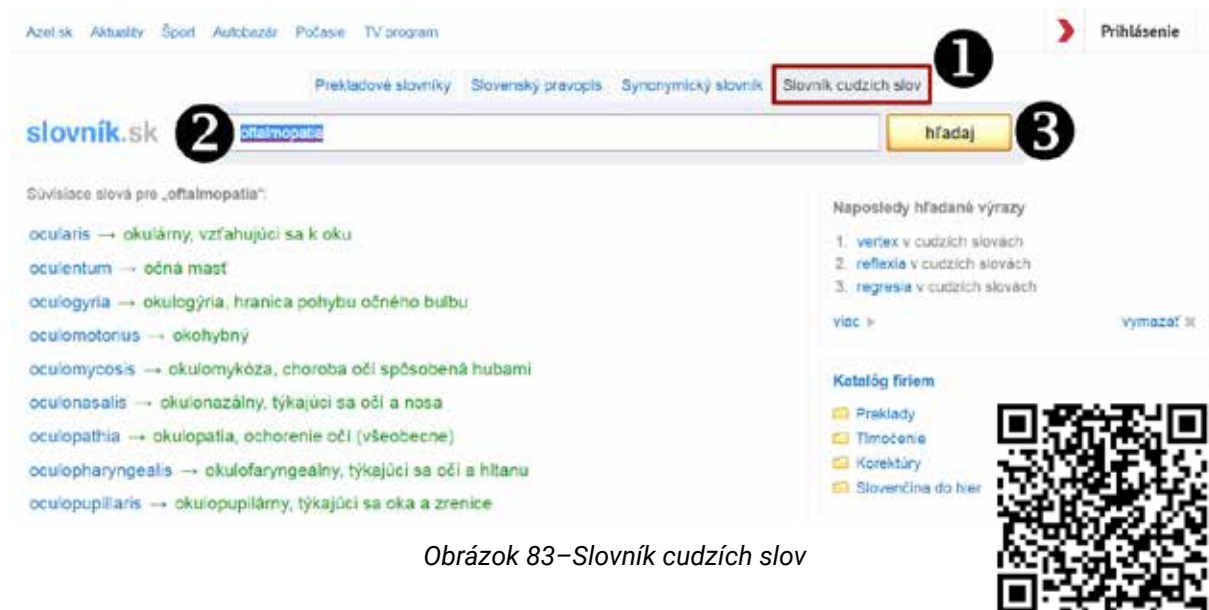 Azet.sk Aktuality Šport Autobazár Počasie TV program
Prihlásenie
1
Prekladové slovníky Slovenský pravopis Synonymický slovník Slovník cudzích slov
slovník.sk 2 oftalmopatia hľadaj 3
Súvisiace slová pre „oftalmopatia":
ocularis → okulárny, vzťahujúci sa k oku
oculentum → očná masť
oculogyria → okulogýria, hranica pohybu očného bulbu
oculomotorius → okohybný
oculomycosis → okulomykóza, choroba očí spôsobená hubami
oculonasalis → okulonazálny, týkajúci sa očí a nosa
oculopathia → okulopatia, ochorenie očí (všeobecne)
oculopharyngealis → okulofaryngeálny, týkajúci sa očí a hltanu
oculopupillaris → okulopupilárny, týkajúci sa oka a zrenice
Naposledy hľadané výrazy
1. vertex v cudzích slovách
2. reflexia v cudzích slovách
3. regresia v cudzích slovách
viac » vymazať ✕
Katalóg firiem
Preklady
Tlmočenie
Korektúry
Slovenčina do hier
Obrázok 83–Slovník cudzích slov